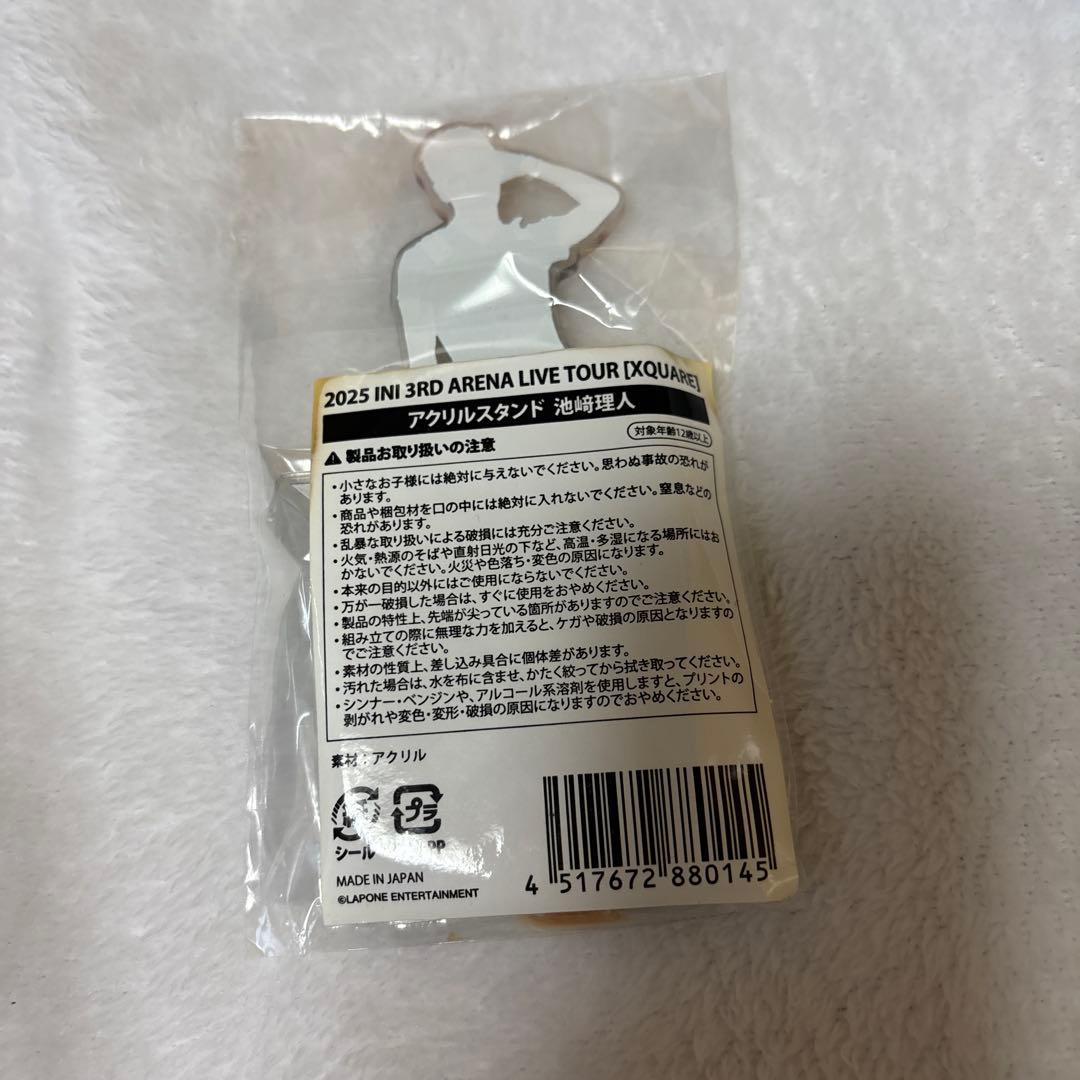 2025 INI 3RD ARENA LIVE TOUR [XQUARE]
アクリルスタンド 池﨑理人
対象年齢12歳以上
製品お取り扱いの注意
・小さなお子様には絶対に与えないでください。思わぬ事故の恐れが
あります。
・商品や梱包材を口の中には絶対に入れないでください。窒息などの
恐れがあります。
・乱暴な取り扱いによる破損には充分ご注意ください。
・火気・熱源のそばや直射日光の下など、高温・多湿になる場所にはお
かないでください。火災や色落ち・変色の原因になります。
・本来の目的以外にはご使用にならないでください。
・万が一破損した場合は、すぐに使用をおやめください。
・製品の特性上、先端が尖っている箇所がありますのでご注意ください。
・組み立ての際に無理な力を加えると、ケガや破損の原因となりますの
でご注意ください。
・素材の性質上、差し込み具合に個体差があります。
・汚れた場合は、水を布に含ませ、かたく絞ってから拭き取ってください。
・シンナー・ベンジンや、アルコール系溶剤を使用しますと、プリントの
剥がれや変色・変形・破損の原因になりますのでおやめください。
素材：アクリル
プラ
シール
PP
MADE IN JAPAN
©LAPONE ENTERTAINMENT
4 517672 880145